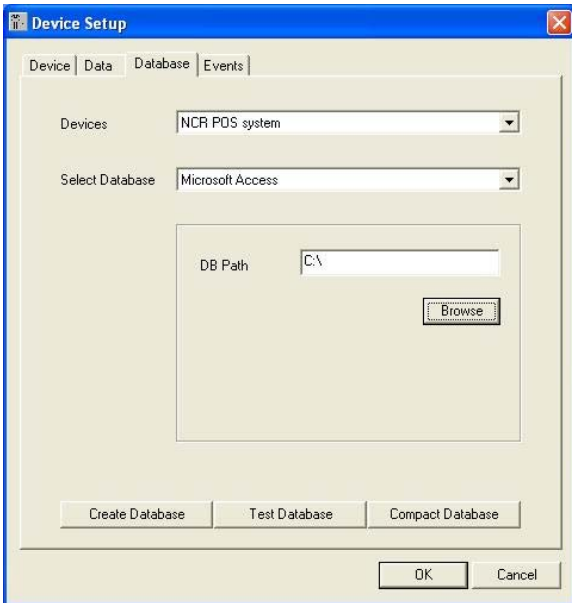 Device Setup
Device Data Database Events
Devices NCR POS system
Select Database Microsoft Access
DB Path C:\
Browse
Create Database Test Database Compact Database
OK Cancel